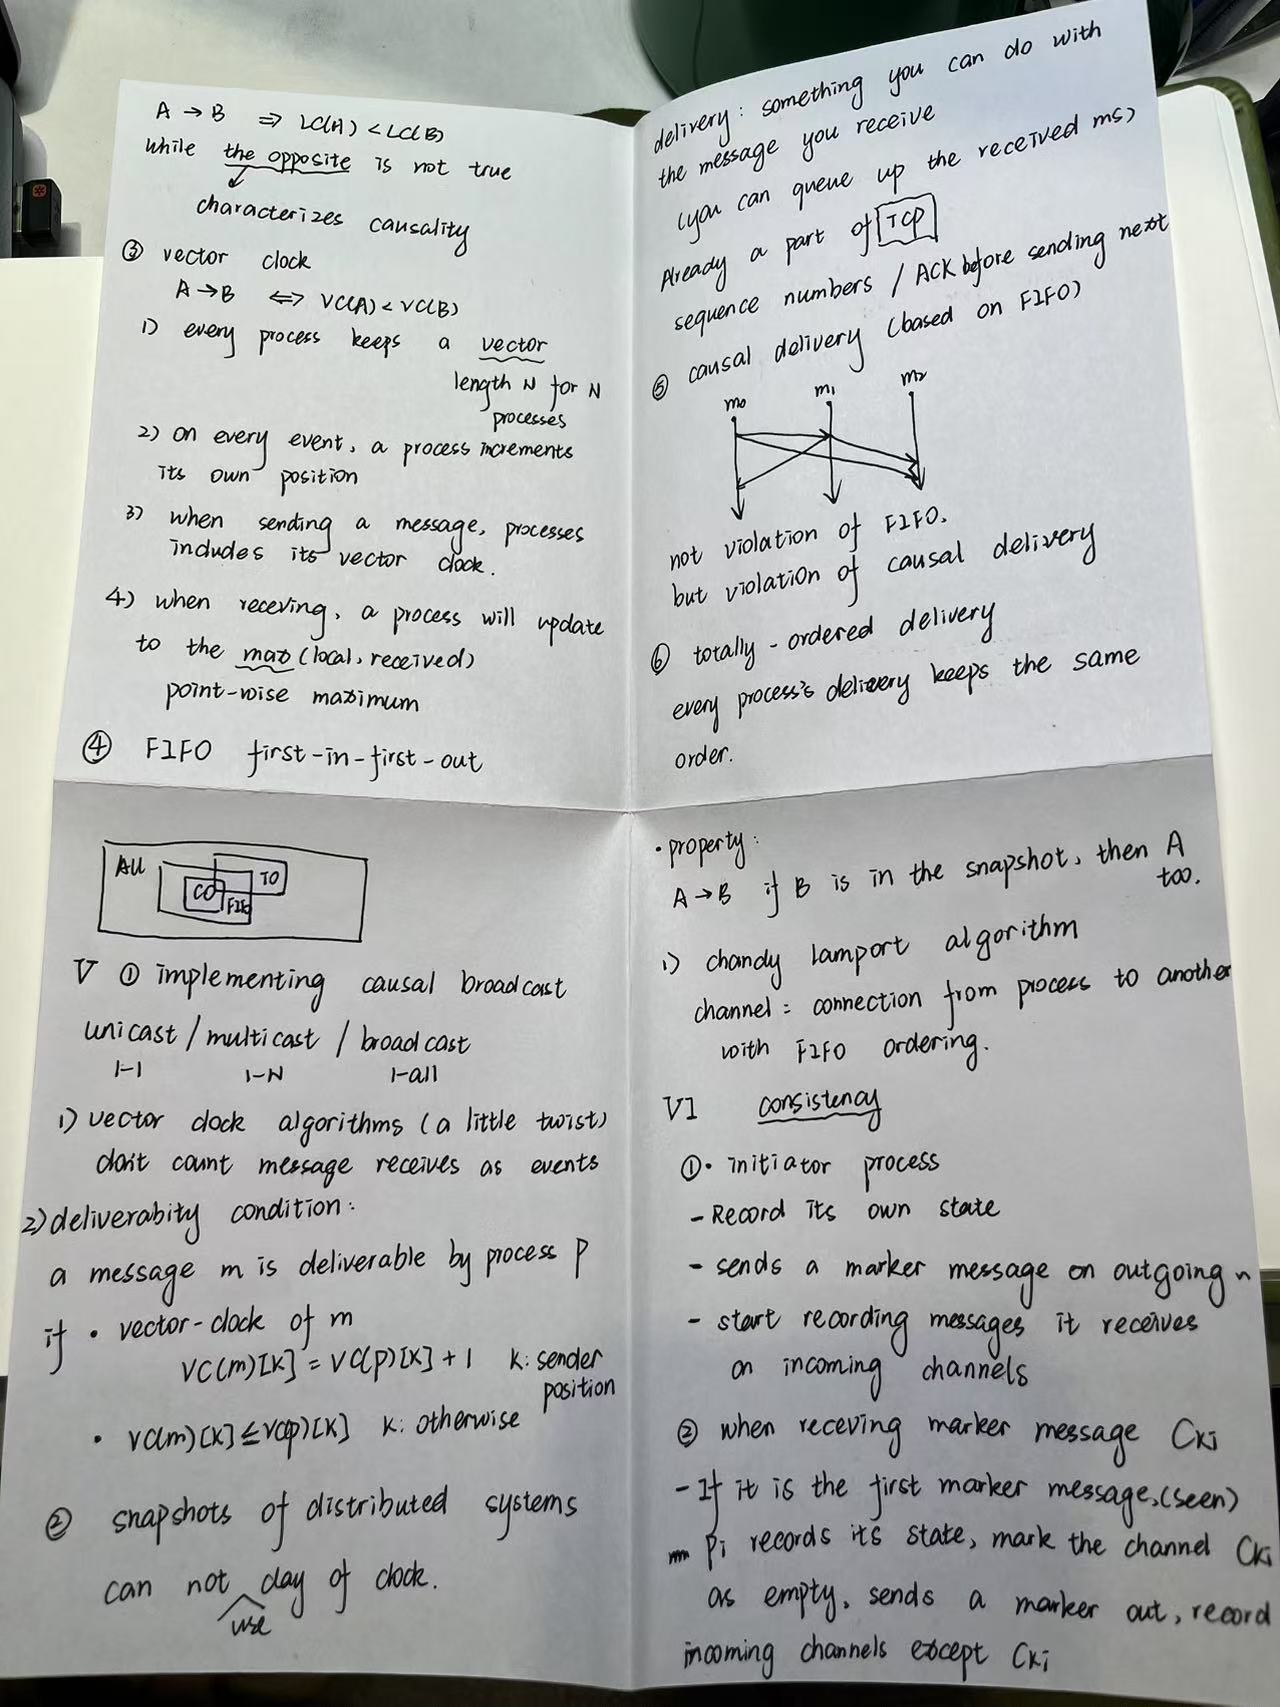 A → B ⇒ LC(A) < LC(B)
while the opposite is not true
characterizes causality
③ vector clock
A→B ⇔ VC(A) < VC(B)
1) every process keeps a vector
length N for N
processes
2) on every event, a process increments
its own position
3) when sending a message, processes
includes its vector clock.
4) when receving, a process will update
to the max (local, received)
point-wise maximum
④ FIFO first-in-first-out
delivery: something you can do with
the message you receive
(you can queue up the received ms)
Already a part of TCP
sequence numbers / ACK before sending next
⑤ causal delivery (based on FIFO)
m0 m1 m2
not violation of FIFO.
but violation of causal delivery
⑥ totally-ordered delivery
every process's delivery keeps the same
order.
All
CO TO
FIFO
V ① implementing causal broadcast
unicast / multicast / broadcast
1-1 1-N 1-all
1) vector clock algorithms (a little twist)
don't count message receives as events
2) deliverabity condition:
a message m is deliverable by process p
if • vector-clock of m
VC(m)[K] = VC(p)[K] + 1 K: sender
position
• VC(m)[K] ≤ VC(p)[K] K: otherwise
② snapshots of distributed systems
can not day of clock.
use
• property:
A → B if B is in the snapshot, then A
too.
1) chandy lamport algorithm
channel = connection from process to another
with FIFO ordering.
VI consistency
①• initiator process
- Record its own state
- sends a marker message on outgoing n
- start recording messages it receives
on incoming channels
② when receving marker message Cki
- If it is the first marker message, (seen)
Pi records its state, mark the channel Cki
as empty, sends a marker out, record
incoming channels except Cki